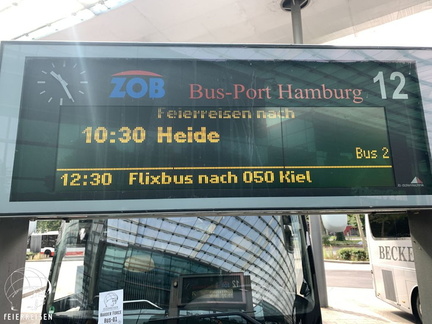 ZOB Bus-Port Hamburg 12
Feierreisen nach
10:30 Heide
Bus 2
12:30 Flixbus nach 050 Kiel
BECKE
FEIERREISEN